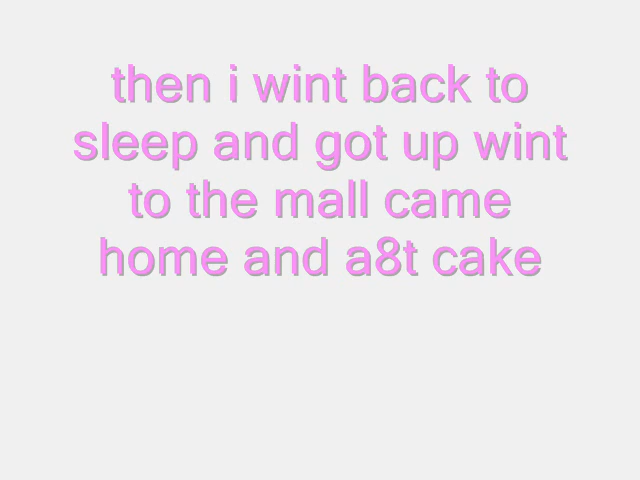 then i wint back to
sleep and got up wint
to the mall came
home and a8t cake